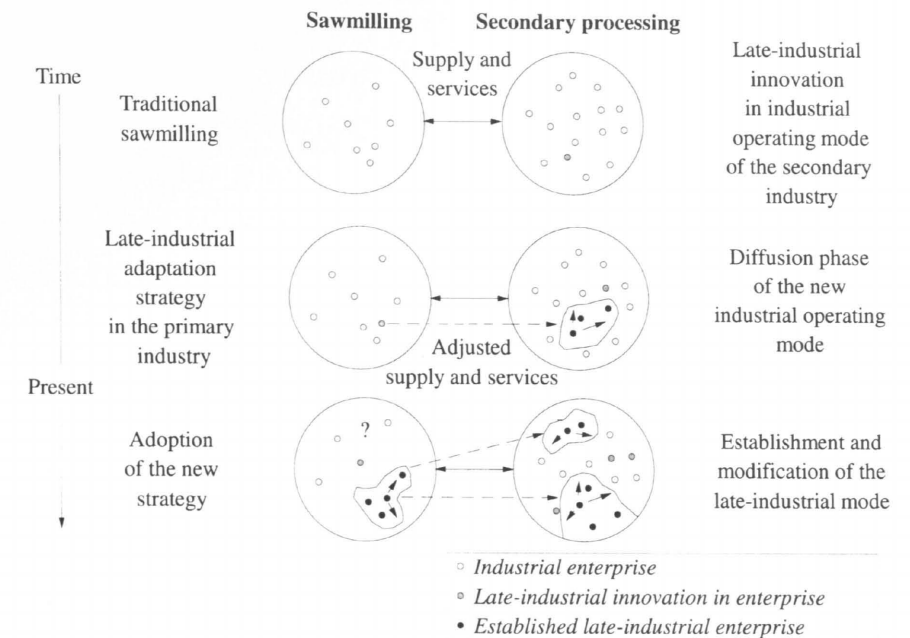 Sawmilling
Secondary processing
Time
Traditional
sawmilling
Supply and
services
Late-industrial
innovation
in industrial
operating mode
of the secondary
industry
Late-industrial
adaptation
strategy
in the primary
industry
Adjusted
supply and services
Diffusion phase
of the new
industrial operating
mode
Present
Adoption
of the new
strategy
?
Establishment and
modification of the
late-industrial mode
Industrial enterprise
Late-industrial innovation in enterprise
Established late-industrial enterprise